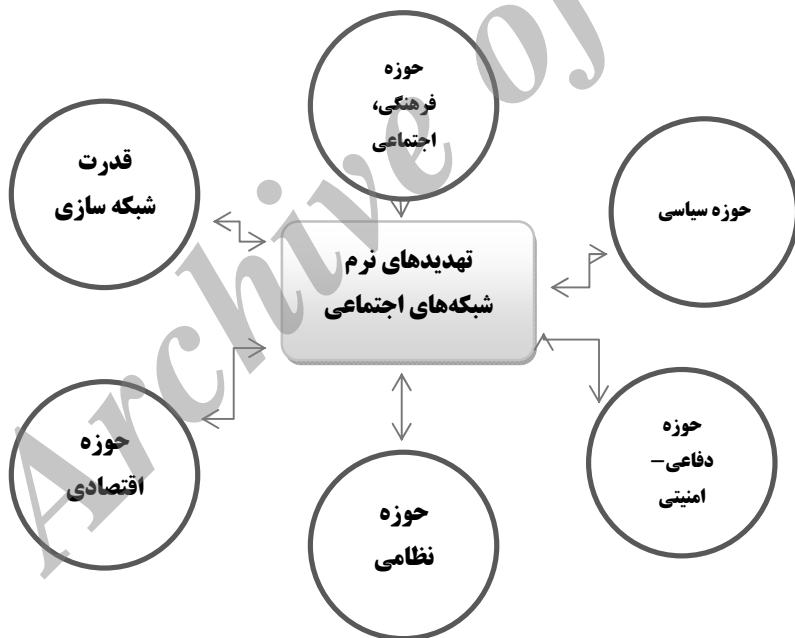 حوزه
فرهنگی،
اجتماعی
قدرت
شبکه سازی
حوزه سیاسی
تهدیدهای نرم
شبکه‌های اجتماعی
حوزه
اقتصادی
حوزه
نظامی
حوزه
دفاعی–
امنیتی
Archive of